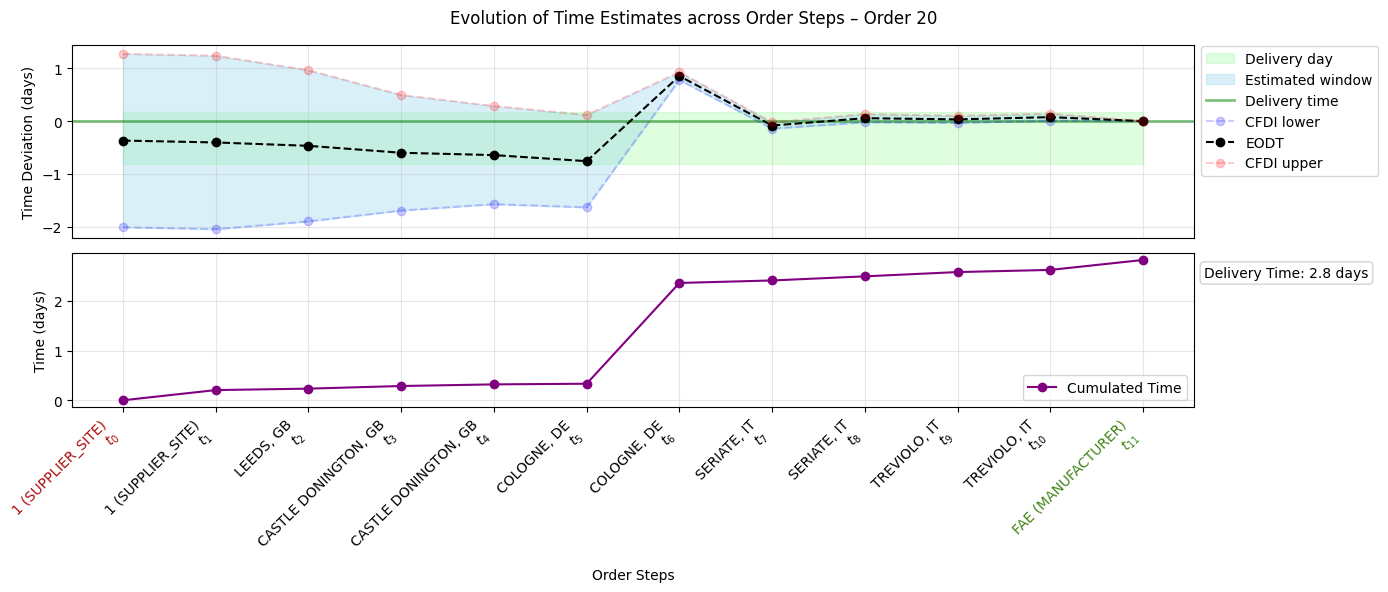 Evolution of Time Estimates across Order Steps – Order 20
Time Deviation (days)
1
0
−1
−2
Delivery day
Estimated window
Delivery time
CFDI lower
EODT
CFDI upper
Time (days)
2
1
0
Delivery Time: 2.8 days
Cumulated Time
1 (SUPPLIER_SITE)
t₀
1 (SUPPLIER_SITE)
t₁
LEEDS, GB
t₂
CASTLE DONINGTON, GB
t₃
CASTLE DONINGTON, GB
t₄
COLOGNE, DE
t₅
COLOGNE, DE
t₆
SERIATE, IT
t₇
SERIATE, IT
t₈
TREVIOLO, IT
t₉
TREVIOLO, IT
t₁₀
FAE (MANUFACTURER)
t₁₁
Order Steps